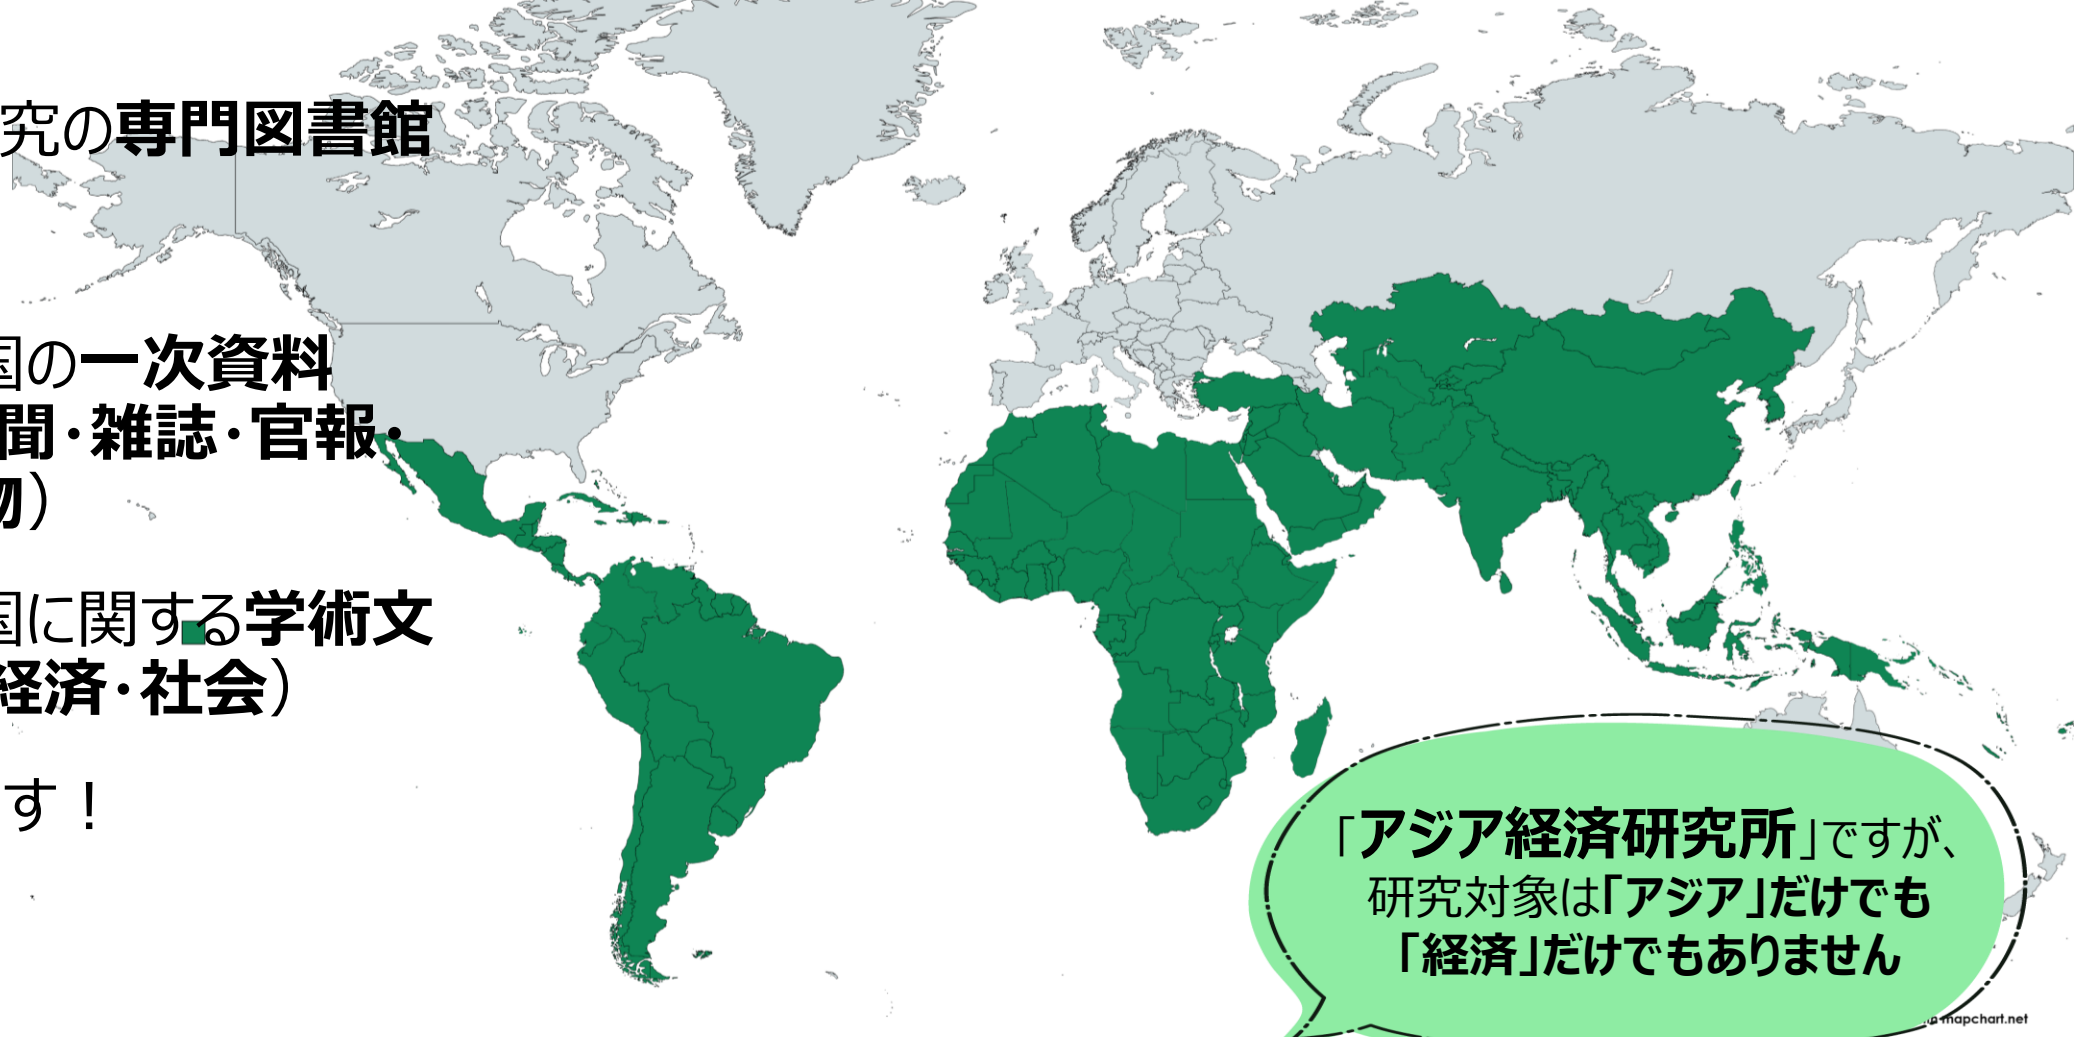 究の専門図書館
国の一次資料
聞・雑誌・官報・
物）
国に関する学術文
経済・社会）
す！
「アジア経済研究所」ですが、
研究対象は「アジア」だけでも
「経済」だけでもありません
mapchart.net